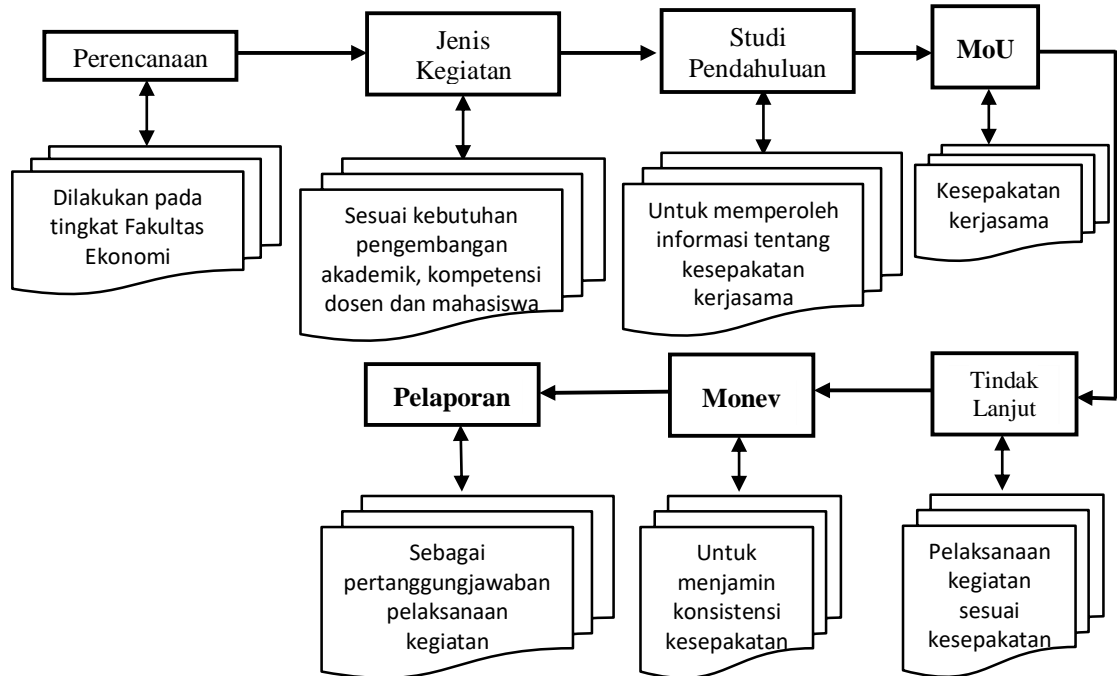 Perencanaan
Jenis
Kegiatan
Studi
Pendahuluan
MoU
Dilakukan pada
tingkat Fakultas
Ekonomi
Sesuai kebutuhan
pengembangan
akademik, kompetensi
dosen dan mahasiswa
Untuk memperoleh
informasi tentang
kesepakatan
kerjasama
Kesepakatan
kerjasama
Pelaporan
Monev
Tindak
Lanjut
Sebagai
pertanggungjawaban
pelaksanaan
kegiatan
Untuk
menjamin
konsistensi
kesepakatan
Pelaksanaan
kegiatan
sesuai
kesepakatan